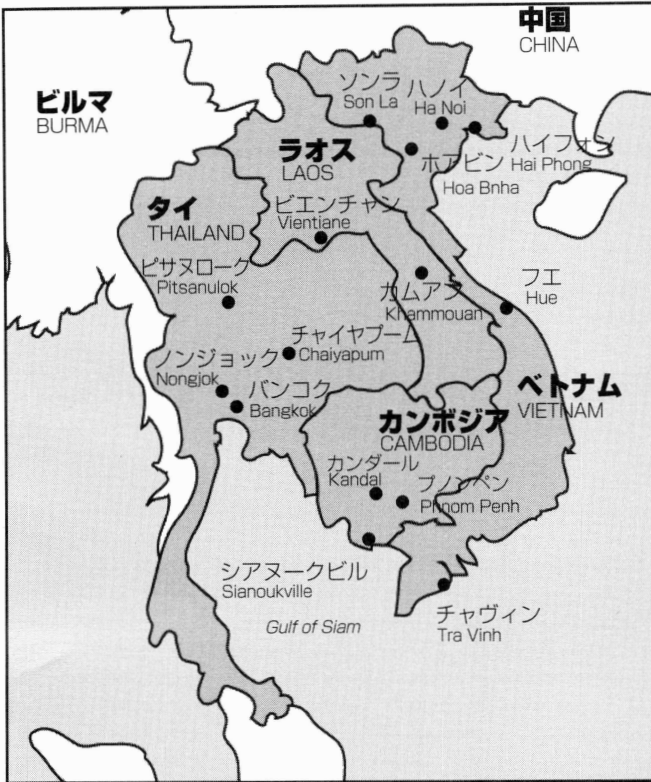 中国
CHINA
ビルマ
BURMA
ソンラ
Son La
ハノイ
Ha Noi
ハイフォン
Hai Phong
ホアビン
Hoa Bnha
ラオス
LAOS
タイ
THAILAND
ビエンチャン
Vientiane
ピサヌローク
Pitsanulok
カムアン
Khammouan
フエ
Hue
チャイヤプーム
Chaiyapum
ノンジョック
Nongjok
バンコク
Bangkok
ベトナム
VIETNAM
カンボジア
CAMBODIA
カンダール
Kandal
プノンペン
Phnom Penh
シアヌークビル
Sianoukville
Gulf of Siam
チャヴィン
Tra Vinh